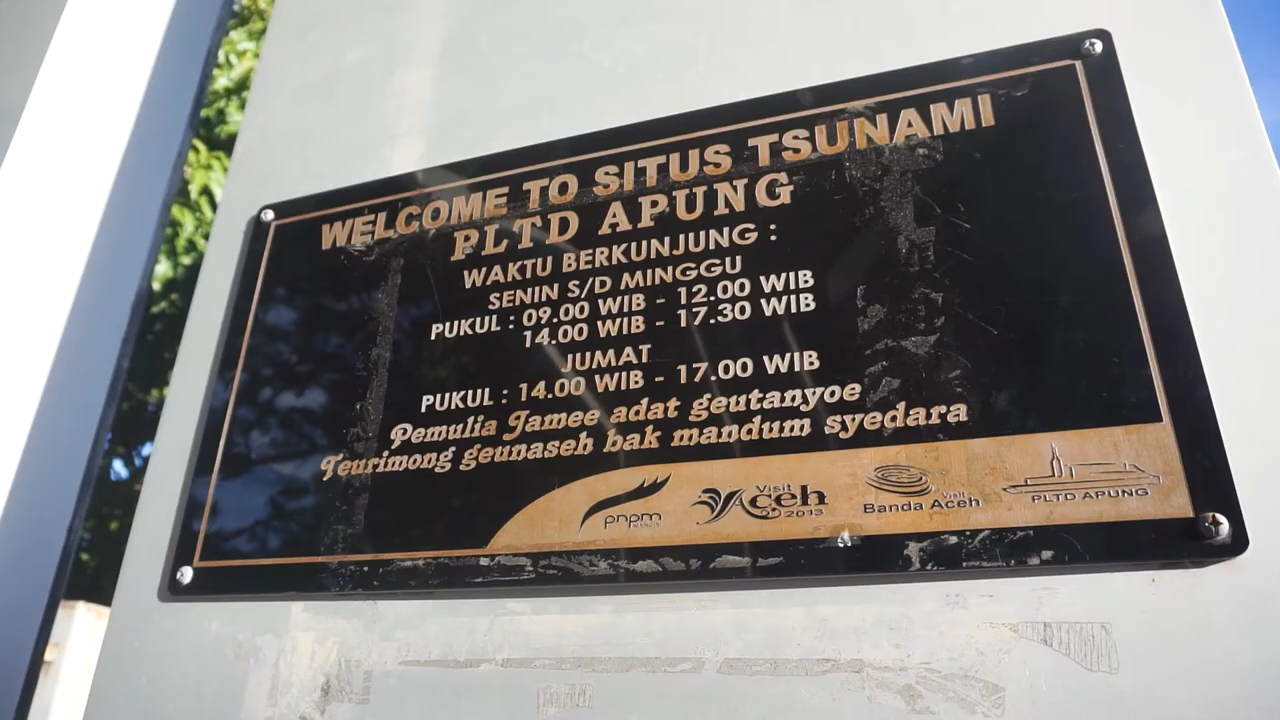 WELCOME TO SITUS TSUNAMI
PLTD APUNG
WAKTU BERKUNJUNG :
SENIN S/D MINGGU
PUKUL : 09.00 WIB - 12.00 WIB
14.00 WIB - 17.30 WIB
JUMAT
PUKUL : 14.00 WIB - 17.00 WIB
Pemulia Jamee adat geutanyoe
Teurimong geunaseh bak mandum syedara
pnpm
MANDIRI
Visit
Aceh
2013
Visit
Banda Aceh
PLTD APUNG